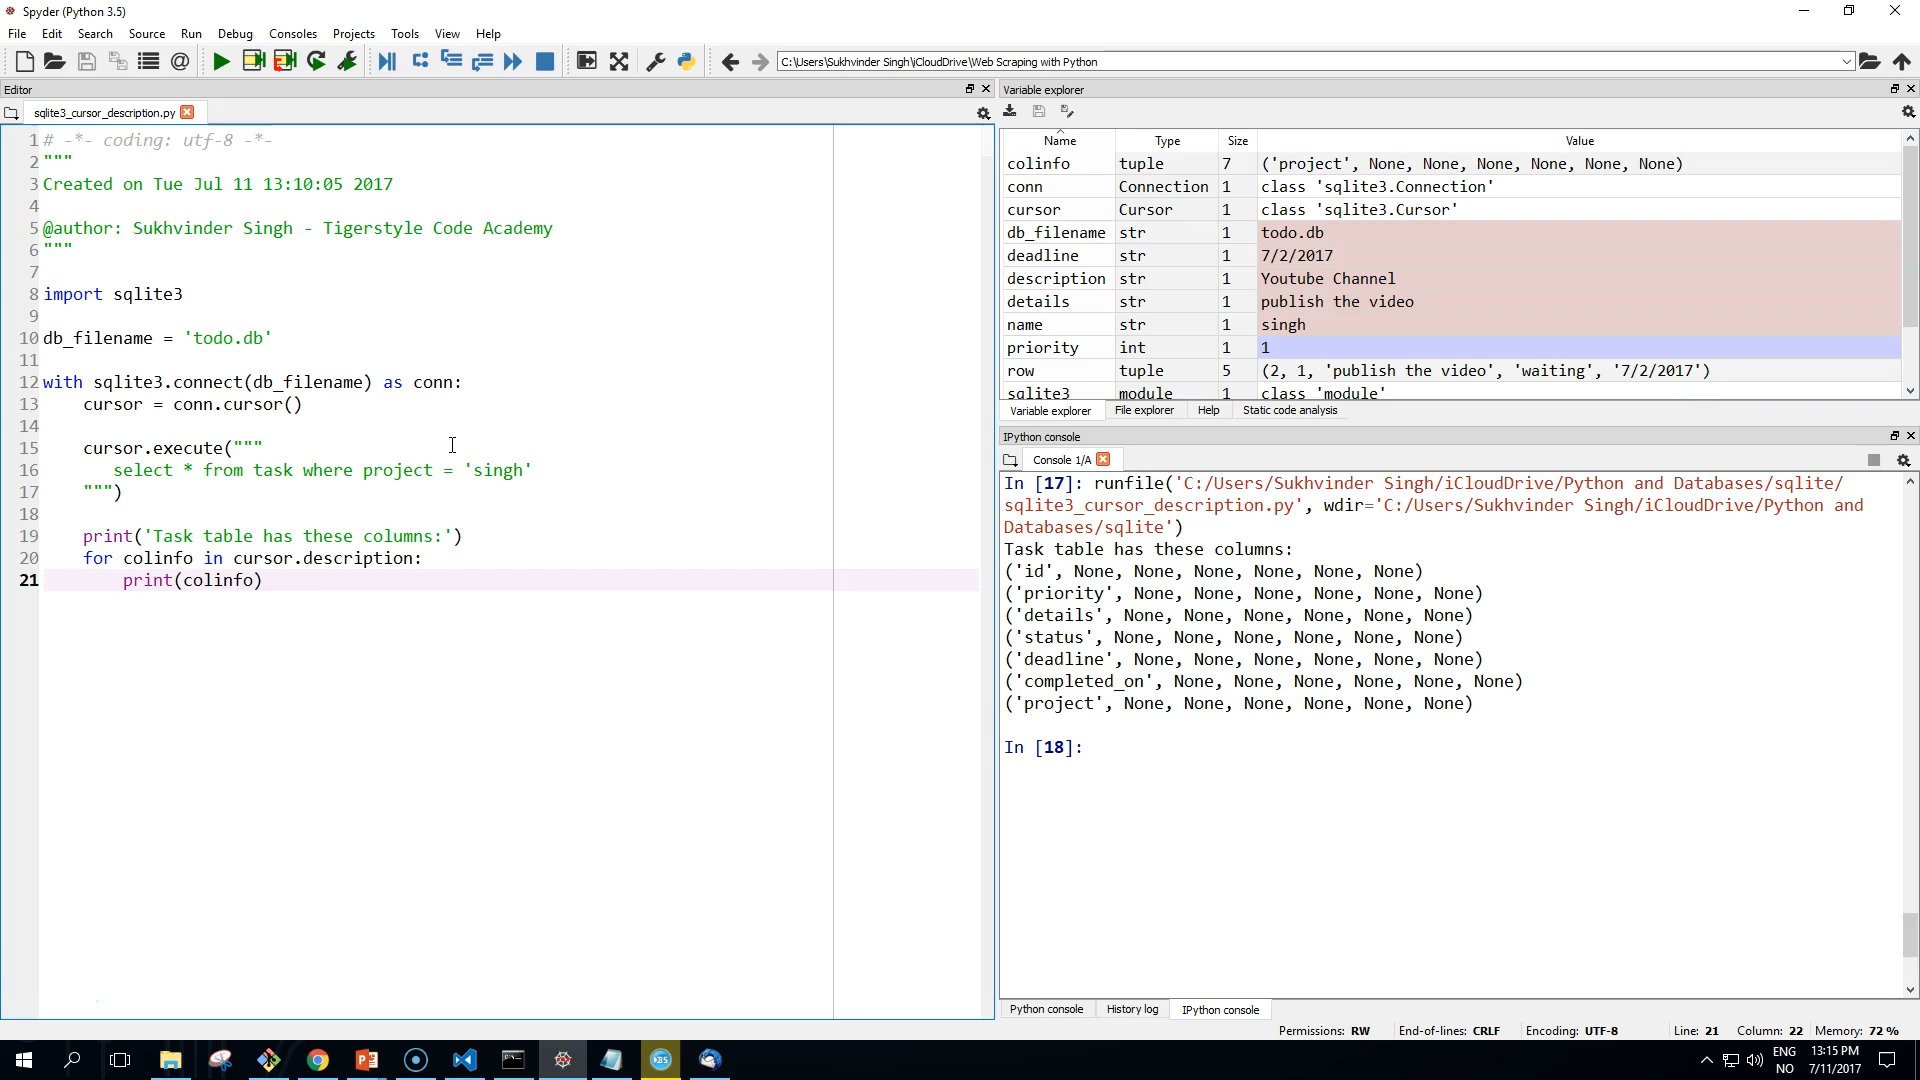 Spyder (Python 3.5)
File Edit Search Source Run Debug Consoles Projects Tools View Help
C:\Users\Sukhvinder Singh\iCloudDrive\Web Scraping with Python
Editor
sqlite3_cursor_description.py
1 # -*- coding: utf-8 -*-
2 """
3 Created on Tue Jul 11 13:10:05 2017
4
5 @author: Sukhvinder Singh - Tigerstyle Code Academy
6 """
7
8 import sqlite3
9
10 db_filename = 'todo.db'
11
12 with sqlite3.connect(db_filename) as conn:
13     cursor = conn.cursor()
14
15     cursor.execute("""
16        select * from task where project = 'singh'
17     """)
18
19     print('Task table has these columns:')
20     for colinfo in cursor.description:
21         print(colinfo)
Variable explorer
Name Type Size Value
colinfo tuple 7 ('project', None, None, None, None, None, None)
conn Connection 1 class 'sqlite3.Connection'
cursor Cursor 1 class 'sqlite3.Cursor'
db_filename str 1 todo.db
deadline str 1 7/2/2017
description str 1 Youtube Channel
details str 1 publish the video
name str 1 singh
priority int 1 1
row tuple 5 (2, 1, 'publish the video', 'waiting', '7/2/2017')
sqlite3 module 1 class 'module'
Variable explorer File explorer Help Static code analysis
IPython console
Console 1/A
In [17]: runfile('C:/Users/Sukhvinder Singh/iCloudDrive/Python and Databases/sqlite/
sqlite3_cursor_description.py', wdir='C:/Users/Sukhvinder Singh/iCloudDrive/Python and
Databases/sqlite')
Task table has these columns:
('id', None, None, None, None, None, None)
('priority', None, None, None, None, None, None)
('details', None, None, None, None, None, None)
('status', None, None, None, None, None, None)
('deadline', None, None, None, None, None, None)
('completed_on', None, None, None, None, None, None)
('project', None, None, None, None, None, None)
In [18]:
Python console History log IPython console
Permissions: RW End-of-lines: CRLF Encoding: UTF-8 Line: 21 Column: 22 Memory: 72 %
ENG 13:15 PM
NO 7/11/2017